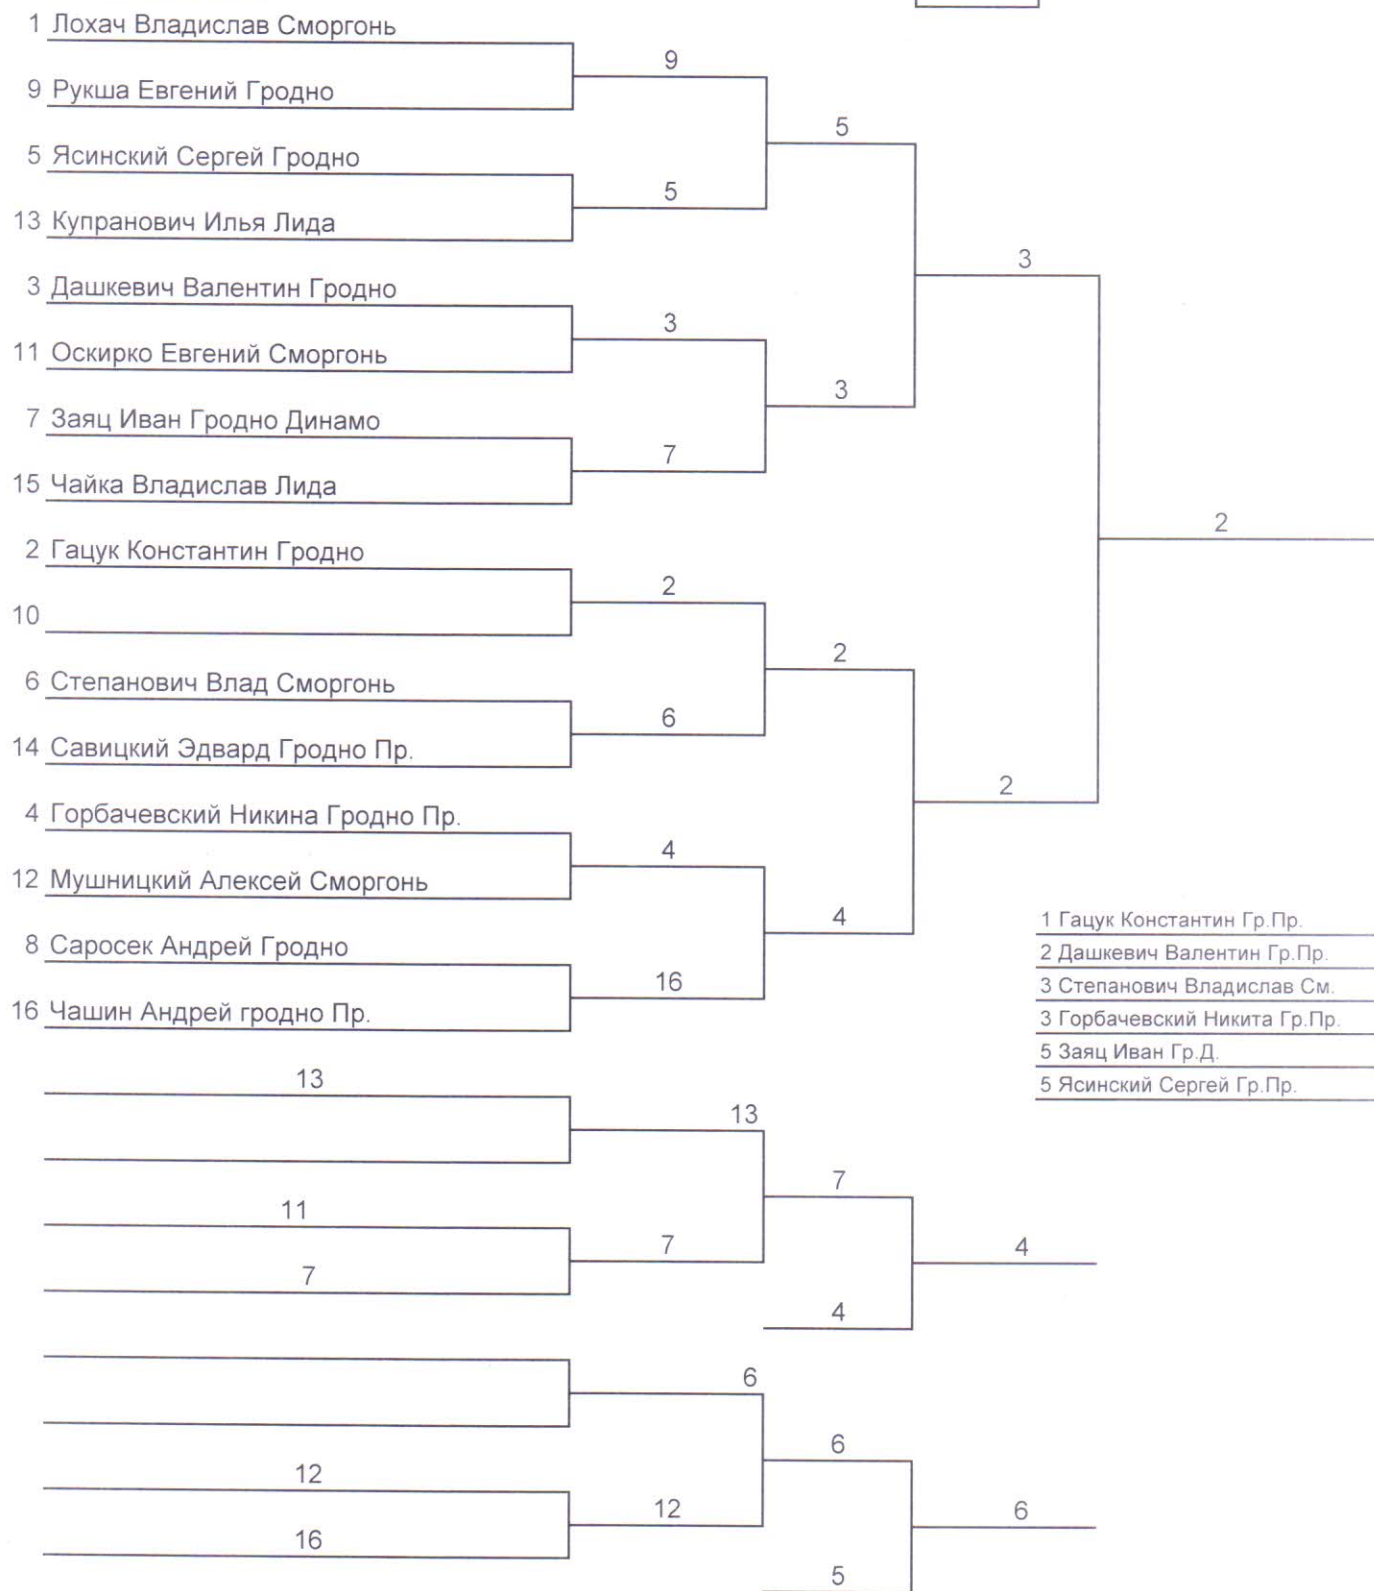 1 Лохач Владислав Сморгонь
9
9 Рукша Евгений Гродно
5
5 Ясинский Сергей Гродно
5
13 Купранович Илья Лида
3
3 Дашкевич Валентин Гродно
3
11 Оскирко Евгений Сморгонь
3
7 Заяц Иван Гродно Динамо
7
15 Чайка Владислав Лида
2
2 Гацук Константин Гродно
2
10
2
6 Степанович Влад Сморгонь
6
14 Савицкий Эдвард Гродно Пр.
2
4 Горбачевский Никина Гродно Пр.
4
12 Мушницкий Алексей Сморгонь
4
1 Гацук Константин Гр.Пр.
8 Саросек Андрей Гродно
2 Дашкевич Валентин Гр.Пр.
16
3 Степанович Владислав См.
16 Чашин Андрей гродно Пр.
3 Горбачевский Никита Гр.Пр.
5 Заяц Иван Гр.Д.
5 Ясинский Сергей Гр.Пр.
13
13
7
11
7
4
7
4
6
6
12
12
6
16
5